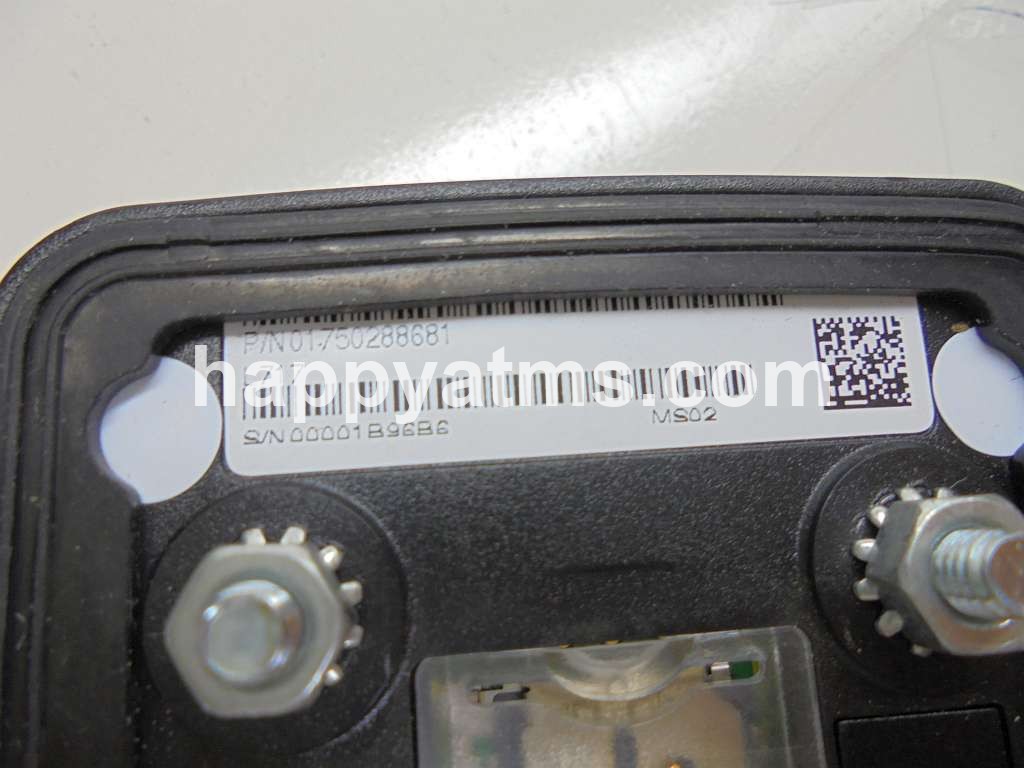 P/N 01750288681
happyatms.com
S/N 00001B96B6
MS02